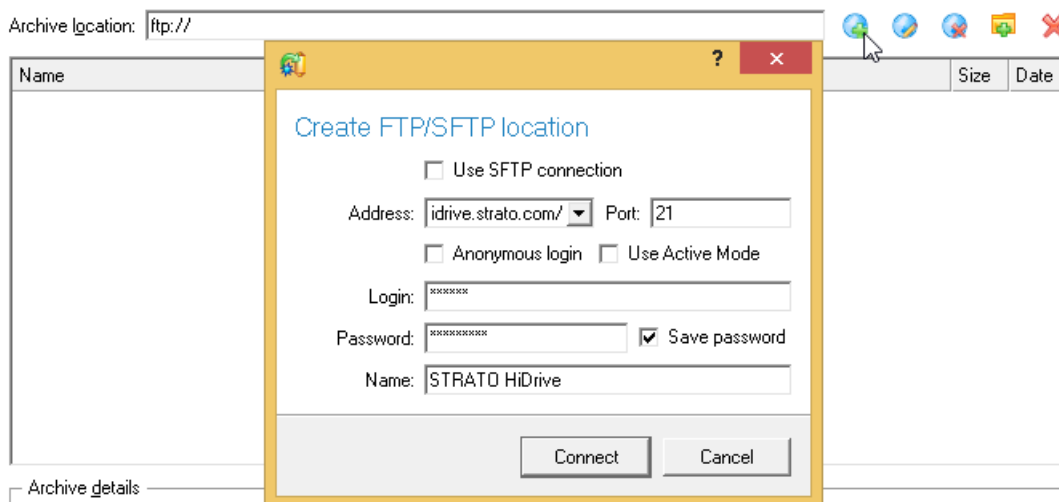 Archive location: ftp://
Name Size Date
? ×
Create FTP/SFTP location
Use SFTP connection
Address: idrive.strato.com/ Port: 21
Anonymous login Use Active Mode
Login: ******
Password: ********* Save password
Name: STRATO HiDrive
Connect Cancel
Archive details